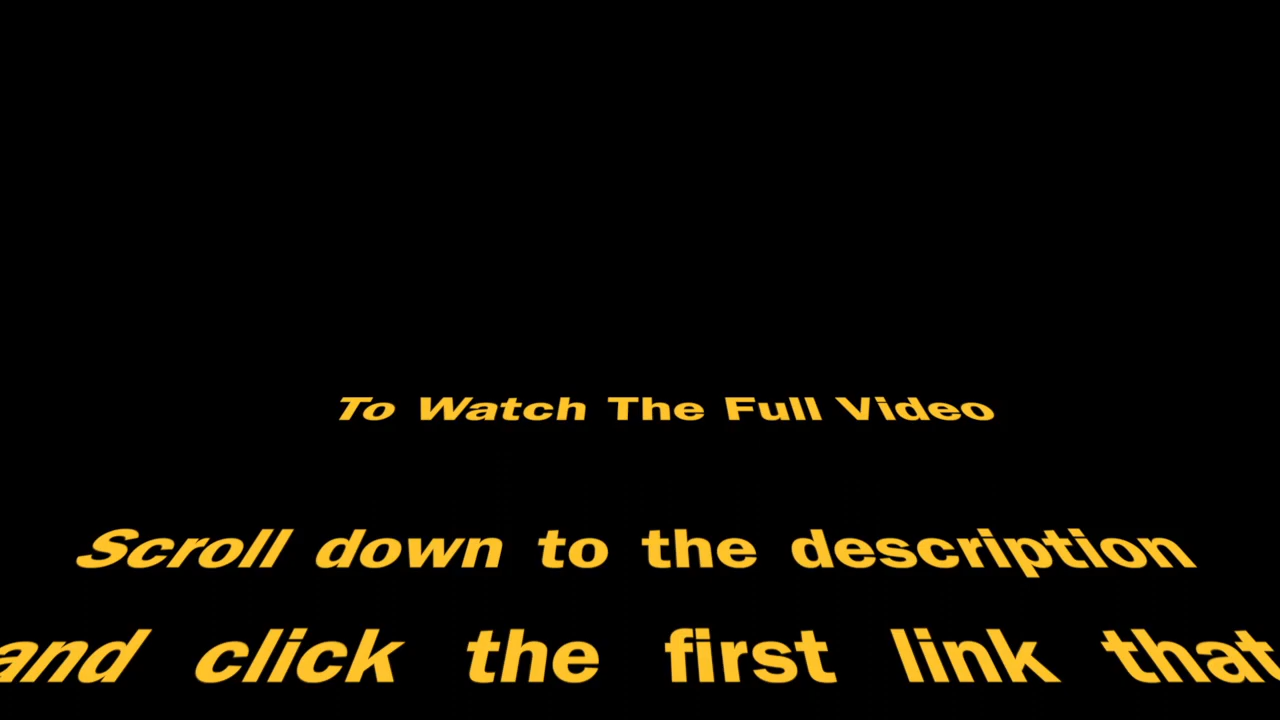 To Watch The Full Video
Scroll down to the description
and click the first link that